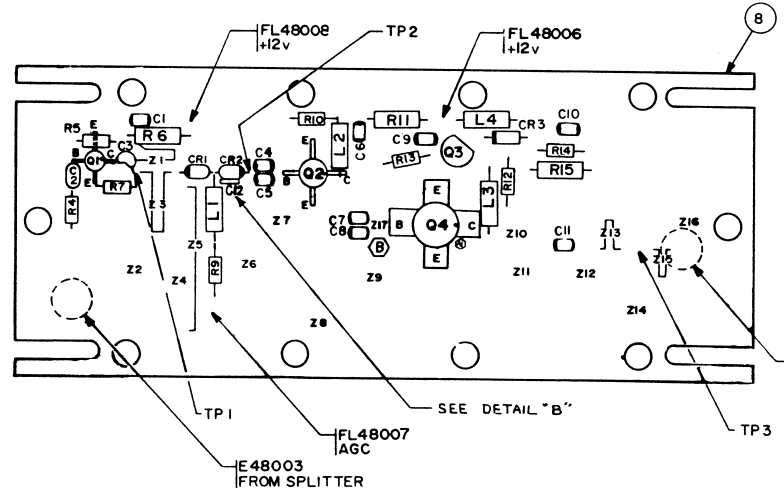 FL48008
+12v
TP2
FL48006
+12v
8
C1
R6
R10
L2
C6
R11
L4
C10
R5
E
C3
C9
CR3
B
Q1
C
Z1
CR1
CR2
C4
Q3
R14
R13
R15
C2
E
R7
C5
B
E
Q2
C
E
R12
R4
Z3
L1
E
Z7
C7
Z17
B
E
Q4
C
L3
C8
Z10
Z13
Z16
Z5
B
C11
Z2
Z6
E
Z15
Z4
R9
Z9
Z11
Z12
Z8
Z14
SEE DETAIL "B"
TP1
TP3
FL48007
AGC
E48003
FROM SPLITTER